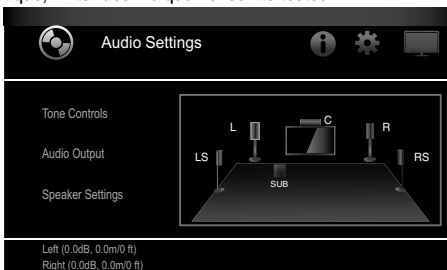 Audio Settings
Tone Controls
L
C
R
Audio Output
LS
RS
SUB
Speaker Settings
Left (0.0dB, 0.0m/0 ft)
Right (0.0dB, 0.0m/0 ft)